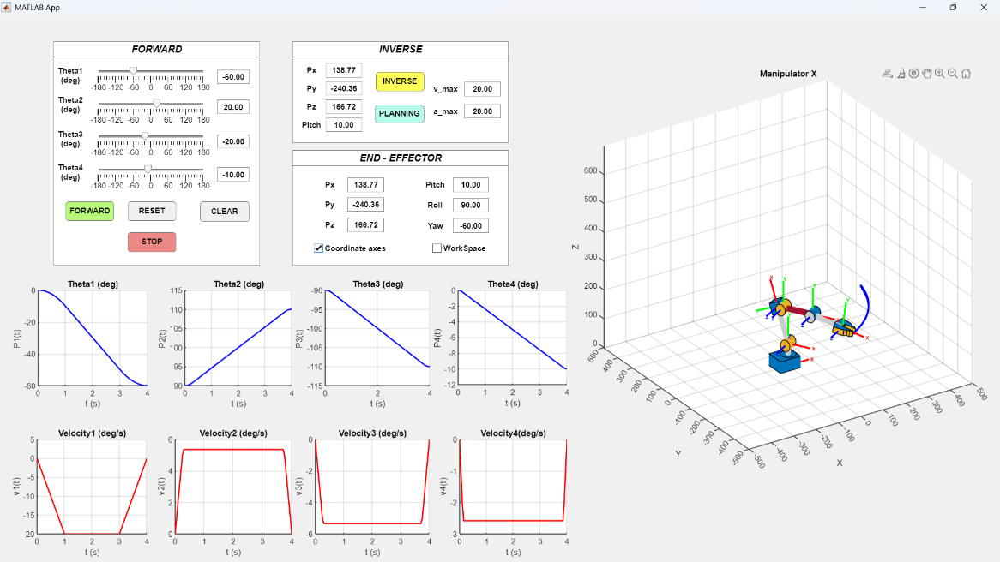 MATLAB App
FORWARD
Theta1
(deg)
-180 -120 -60 0 60 120 180
-60.00
Theta2
(deg)
-180 -120 -60 0 60 120 180
20.00
Theta3
(deg)
-180 -120 -60 0 60 120 180
-20.00
Theta4
(deg)
-180 -120 -60 0 60 120 180
-10.00
FORWARD RESET CLEAR
STOP
INVERSE
Px 138.77
Py -240.36
Pz 166.72
Pitch 10.00
INVERSE
PLANNING
v_max 20.00
a_max 20.00
END - EFFECTOR
Px 138.77 Pitch 10.00
Py -240.36 Roll 90.00
Pz 166.72 Yaw -60.00
Coordinate axes WorkSpace
Theta1 (deg)
P1(t)
0
-20
-40
-60
0 1 2 3 4
t (s)
Theta2 (deg)
P2(t)
115
110
105
100
95
90
0 1 2 3 4
t (s)
Theta3 (deg)
P3(t)
-90
-95
-100
-105
-110
-115
0 2 4
t (s)
Theta4 (deg)
P4(t)
0
-2
-4
-6
-8
-10
-12
0 1 2 3 4
t (s)
Velocity1 (deg/s)
v1(t)
5
0
-5
-10
-15
-20
0 1 2 3 4
t (s)
Velocity2 (deg/s)
v2(t)
6
4
2
0
0 1 2 3 4
t (s)
Velocity3 (deg/s)
v3(t)
0
-2
-4
-6
0 1 2 3 4
t (s)
Velocity4(deg/s)
v4(t)
0
-1
-2
-3
0 1 2 3 4
t (s)
Manipulator X
Z
600
500
400
300
200
100
0
500
400
300
200
100
0
-100
-200
-300
-400
-500
Y
-500
-400
-300
-200
-100
0
100
200
300
400
500
X
x
y
y
y
y
z
z
z
x
x
x